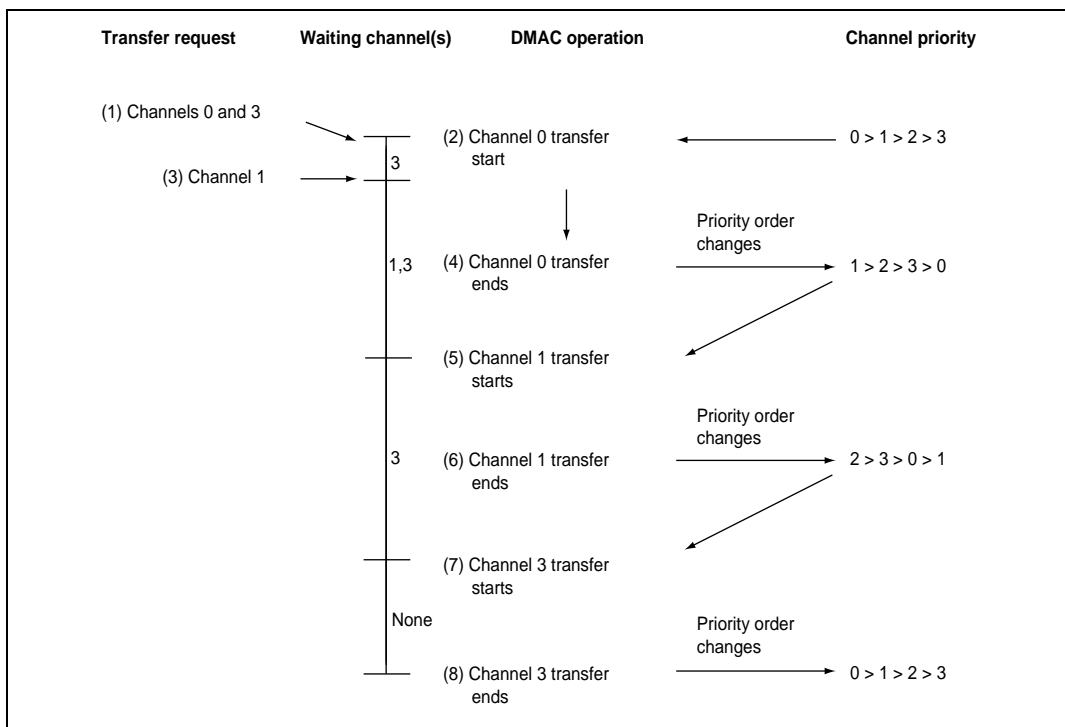 Transfer request Waiting channel(s) DMAC operation Channel priority
(1) Channels 0 and 3
(2) Channel 0 transfer
start
0 > 1 > 2 > 3
3
(3) Channel 1
Priority order
changes
1,3
(4) Channel 0 transfer
ends
1 > 2 > 3 > 0
(5) Channel 1 transfer
starts
Priority order
changes
3
(6) Channel 1 transfer
ends
2 > 3 > 0 > 1
(7) Channel 3 transfer
starts
None
Priority order
changes
(8) Channel 3 transfer
ends
0 > 1 > 2 > 3